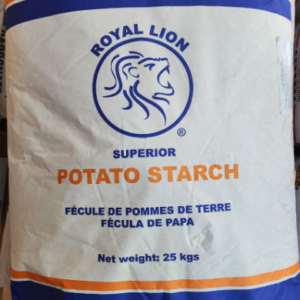 ROYAL LION
®
SUPERIOR
POTATO STARCH
FÉCULE DE POMMES DE TERRE
FÉCULA DE PAPA
Net weight: 25 kgs